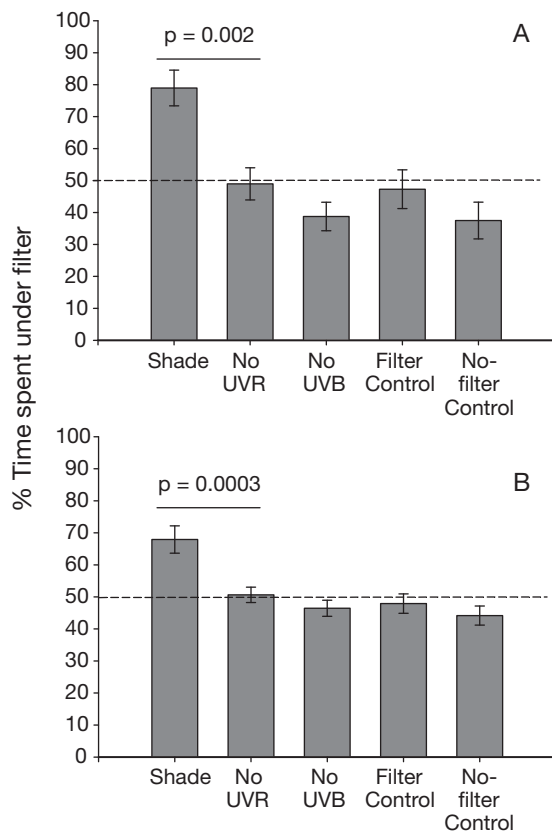 % Time spent under filter
A
p = 0.002
100
90
80
70
60
50
40
30
20
10
0
Shade
No
UVR
No
UVB
Filter
Control
No-
filter
Control
B
p = 0.0003
100
90
80
70
60
50
40
30
20
10
0
Shade
No
UVR
No
UVB
Filter
Control
No-
filter
Control